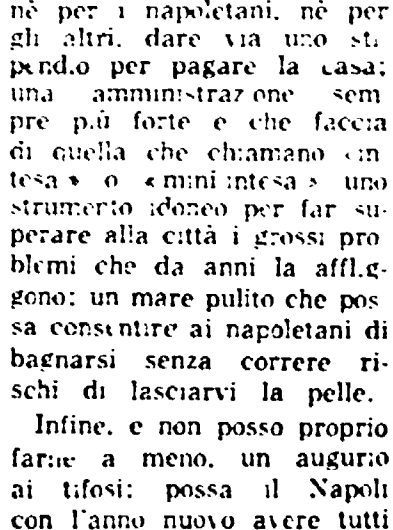 nè per i napoletani, nè per
gli altri, dare via uno sti
pendio per pagare la casa;
una amministrazione sem
pre più forte e che faccia
di quella che chiamano «in
tesa» o «mini intesa» uno
strumento idoneo per far su-
perare alla città i grossi pro
blemi che da anni la afflig-
gono; un mare pulito che pos
sa consentire ai napoletani di
bagnarsi senza correre ri-
schi di lasciarvi la pelle.
Infine, e non posso proprio
farne a meno, un augurio
ai tifosi: possa il Napoli
con l'anno nuovo avere tutti